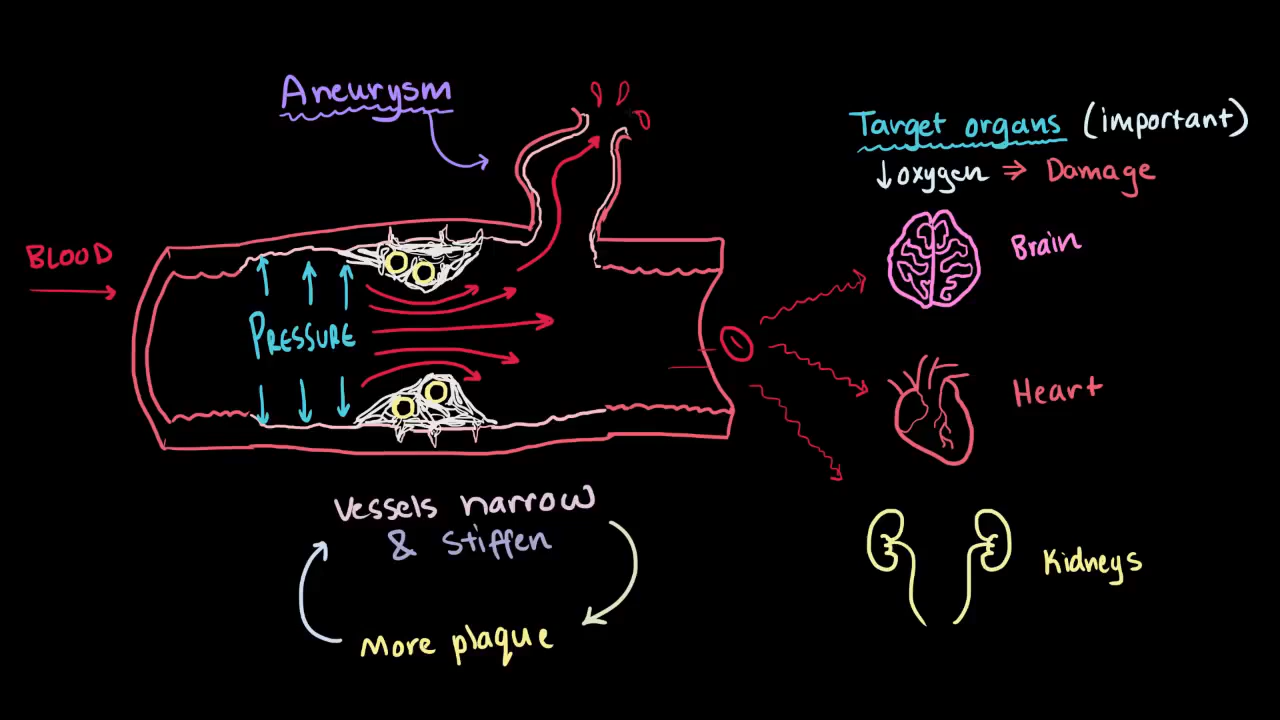 Aneurysm
BLOOD
PRESSURE
Vessels narrow
& stiffen
More plaque
Target organs (important)
↓oxygen ⇒ Damage
Brain
Heart
Kidneys